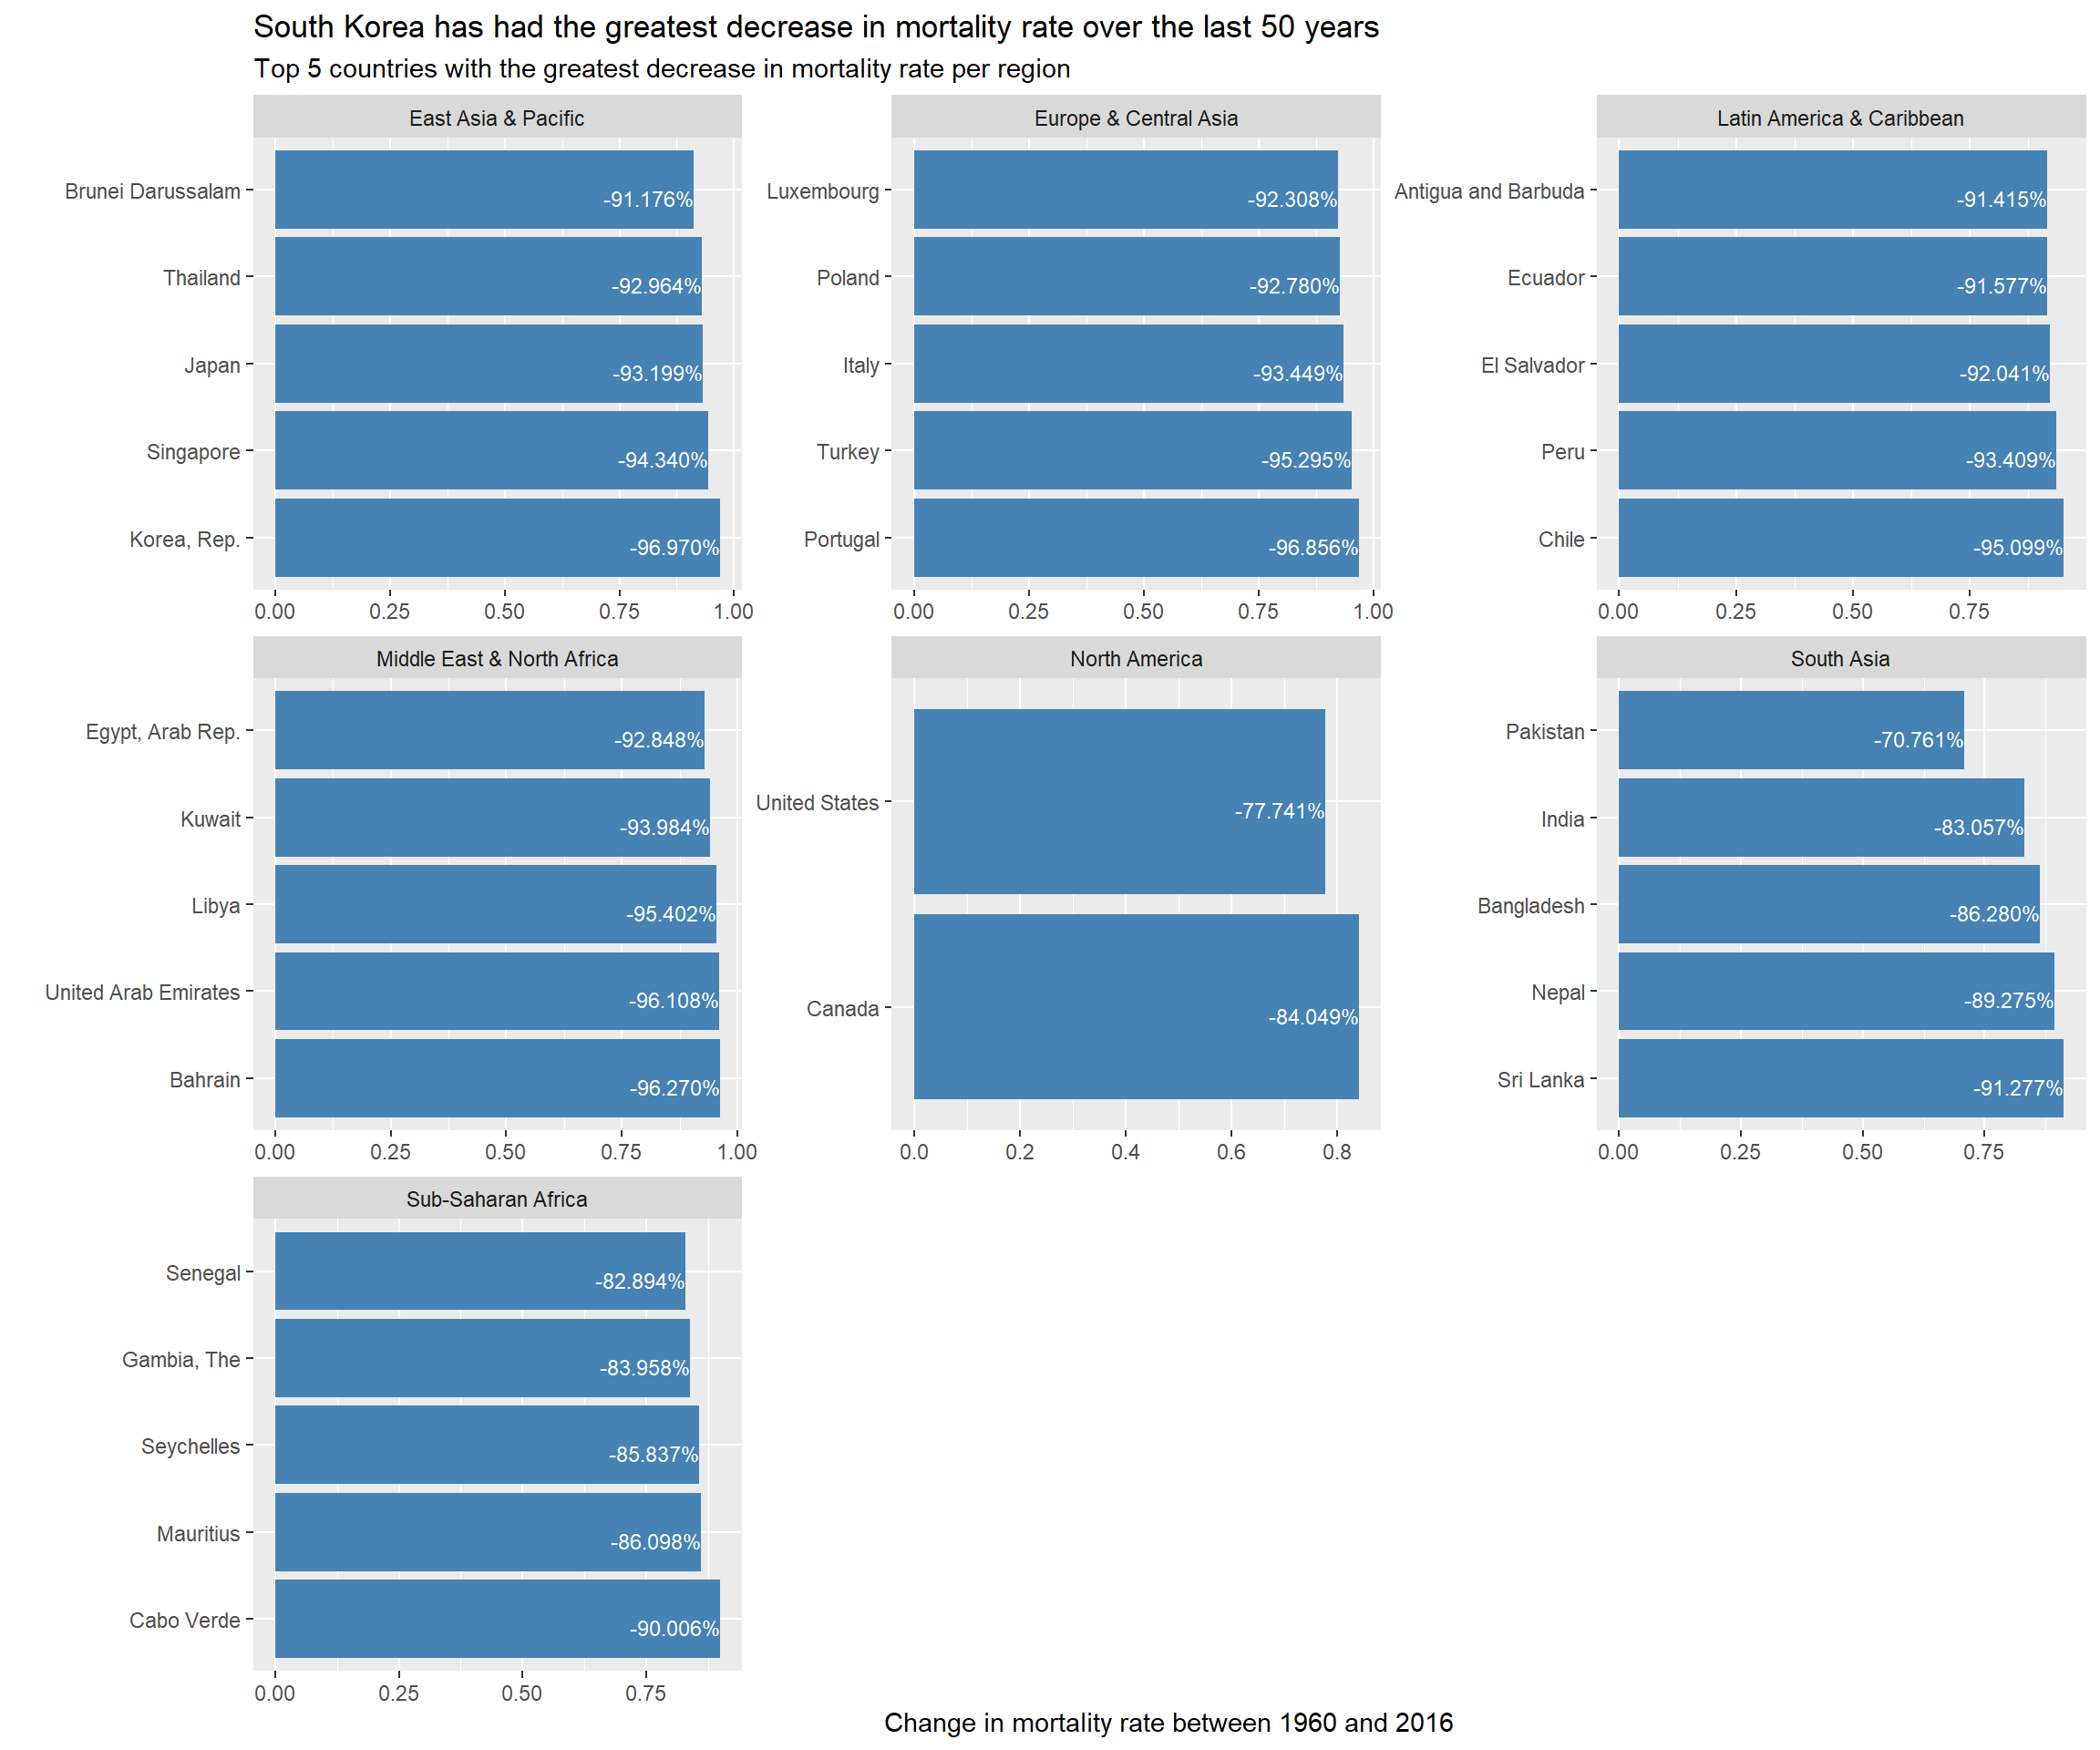 South Korea has had the greatest decrease in mortality rate over the last 50 years
Top 5 countries with the greatest decrease in mortality rate per region
East Asia & Pacific
Brunei Darussalam
-91.176%
Thailand
-92.964%
Japan
-93.199%
Singapore
-94.340%
Korea, Rep.
-96.970%
0.00 0.25 0.50 0.75 1.00
Europe & Central Asia
Luxembourg
-92.308%
Poland
-92.780%
Italy
-93.449%
Turkey
-95.295%
Portugal
-96.856%
0.00 0.25 0.50 0.75 1.00
Latin America & Caribbean
Antigua and Barbuda
-91.415%
Ecuador
-91.577%
El Salvador
-92.041%
Peru
-93.409%
Chile
-95.099%
0.00 0.25 0.50 0.75
Middle East & North Africa
Egypt, Arab Rep.
-92.848%
Kuwait
-93.984%
Libya
-95.402%
United Arab Emirates
-96.108%
Bahrain
-96.270%
0.00 0.25 0.50 0.75 1.00
North America
United States
-77.741%
Canada
-84.049%
0.0 0.2 0.4 0.6 0.8
South Asia
Pakistan
-70.761%
India
-83.057%
Bangladesh
-86.280%
Nepal
-89.275%
Sri Lanka
-91.277%
0.00 0.25 0.50 0.75
Sub-Saharan Africa
Senegal
-82.894%
Gambia, The
-83.958%
Seychelles
-85.837%
Mauritius
-86.098%
Cabo Verde
-90.006%
0.00 0.25 0.50 0.75
Change in mortality rate between 1960 and 2016